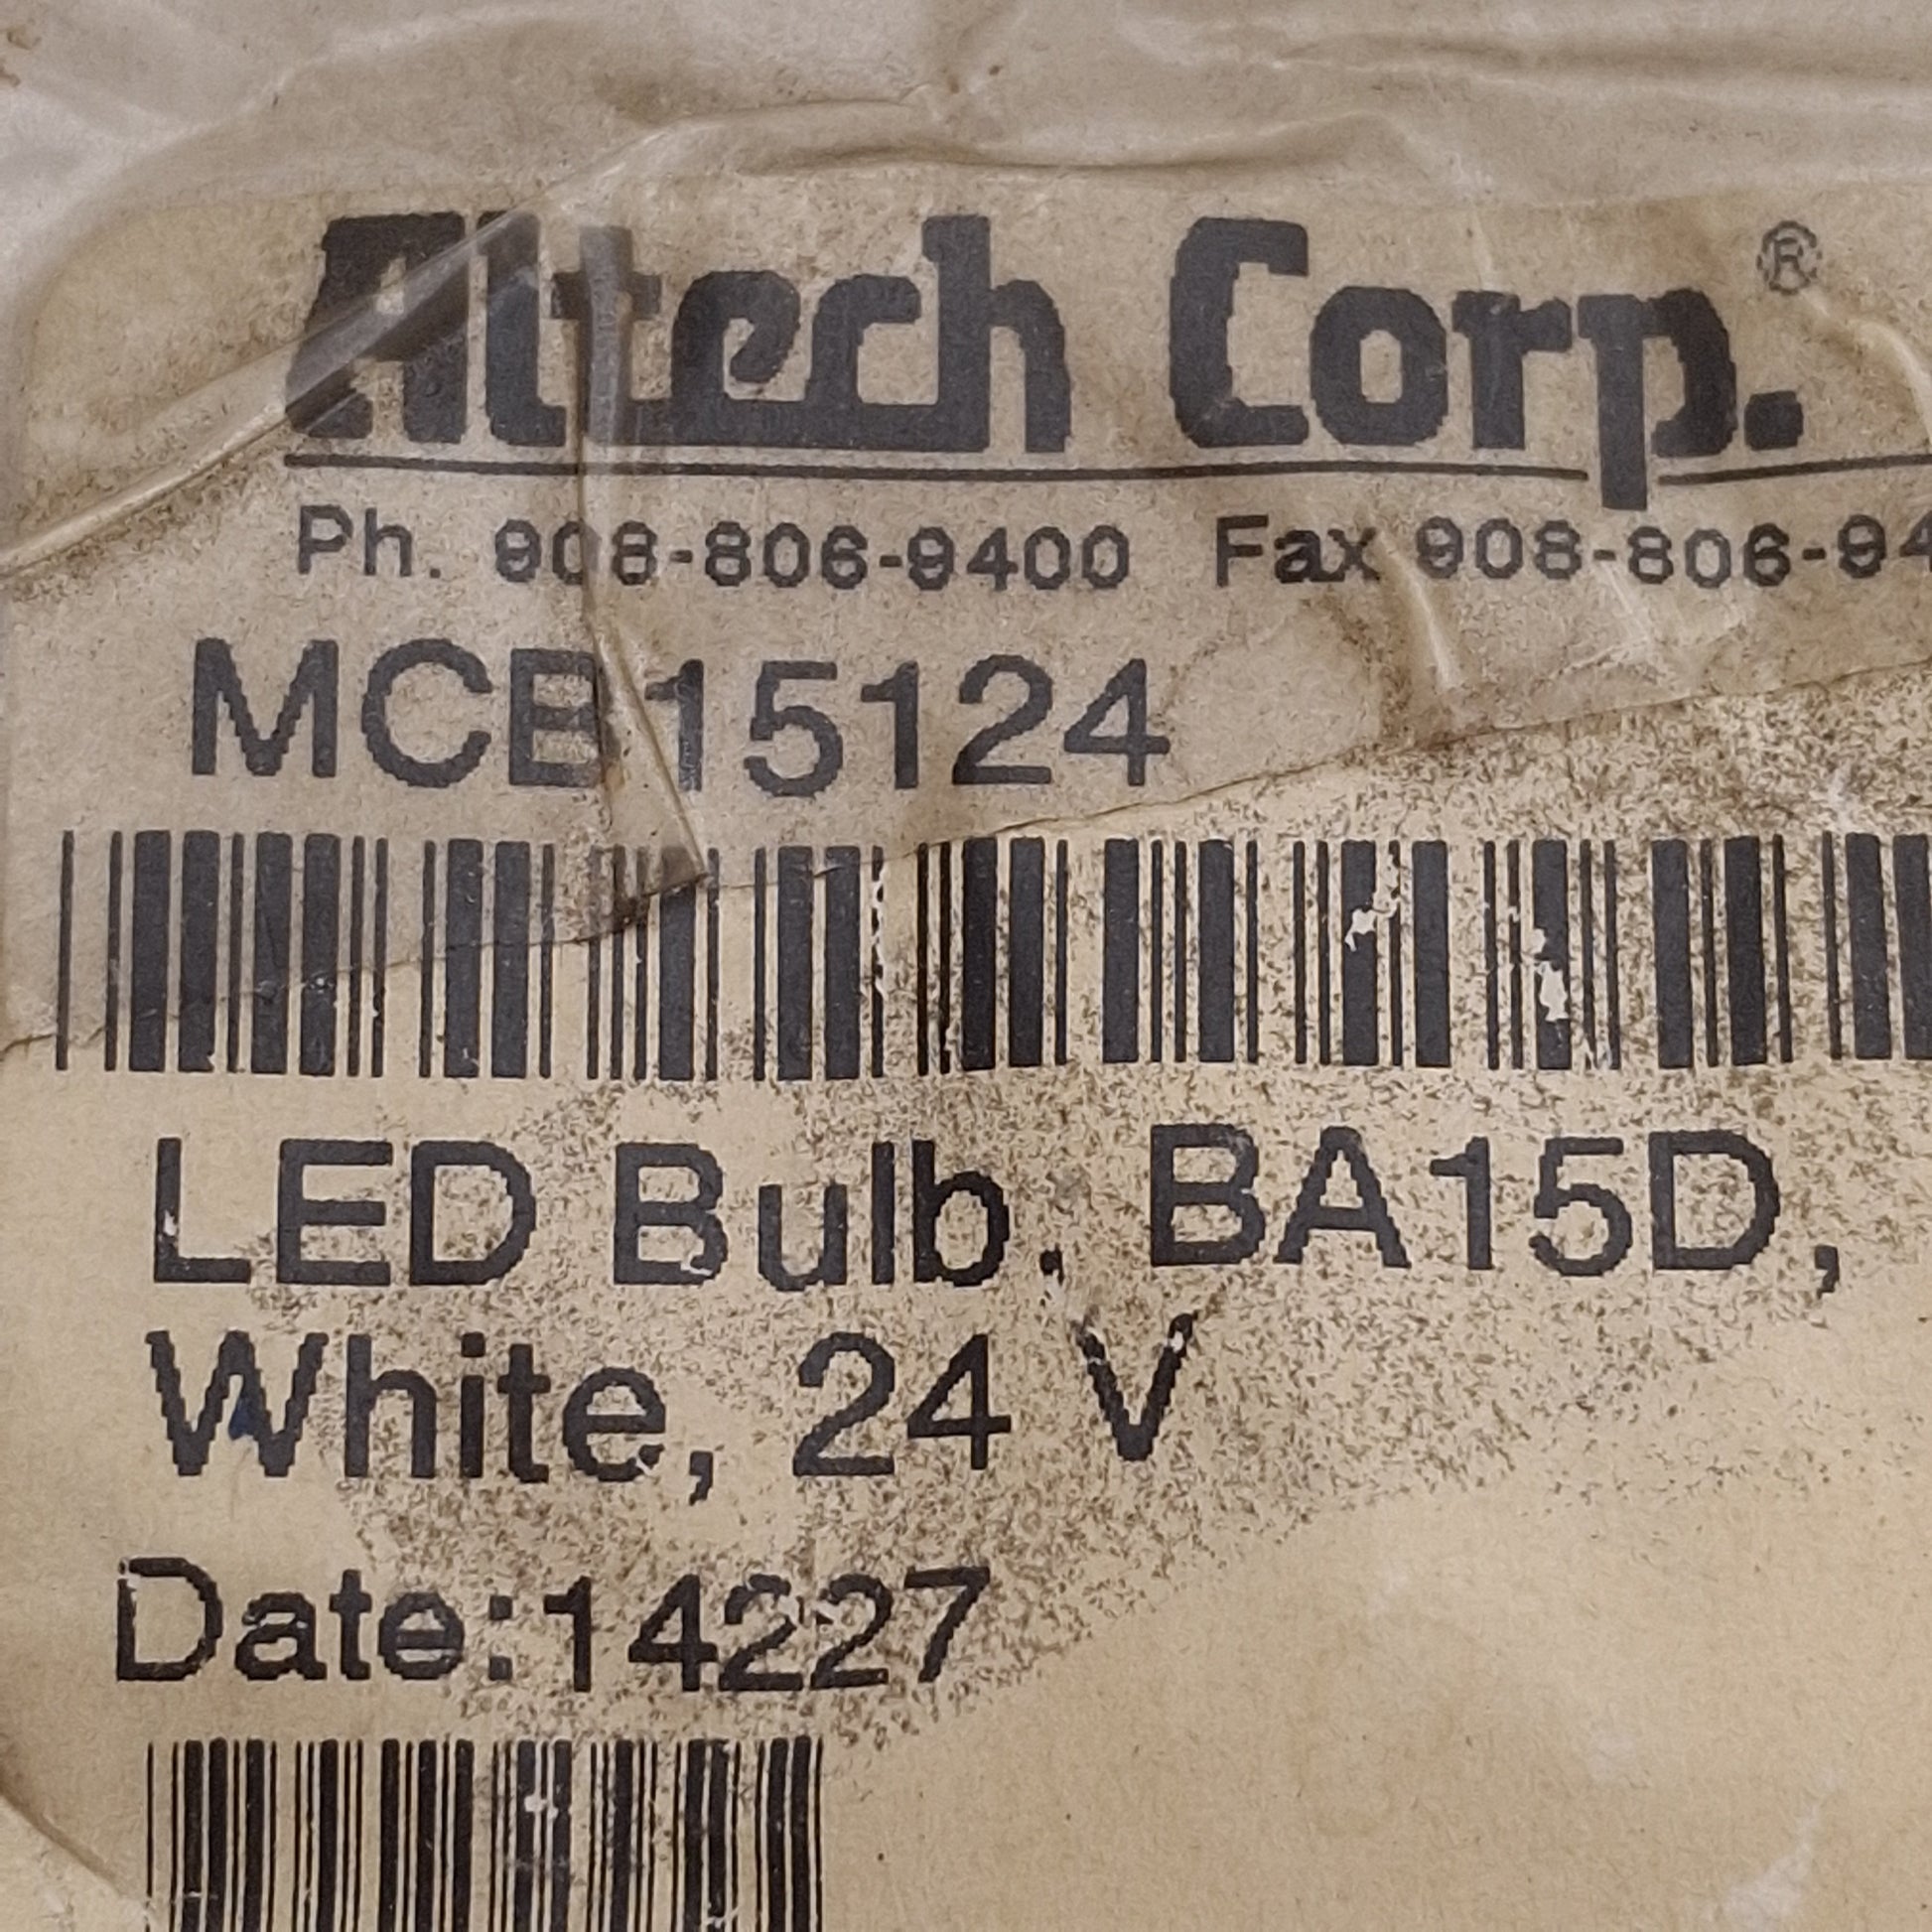 Altech Corp.®
Ph. 908-806-9400 Fax 908-806-94
MCB15124
LED Bulb, BA15D,
White, 24 V
Date:14227